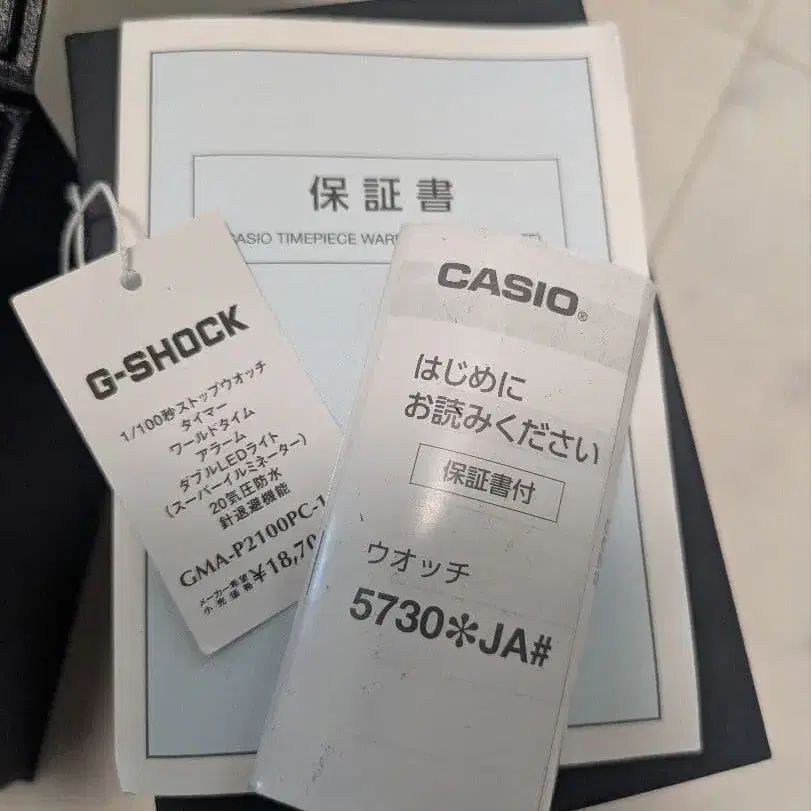 保証書
CASIO TIMEPIECE
G-SHOCK
1/100秒ストップウオッチ
タイマー
ワールドタイム
アラーム
ダブルLEDライト
(スーパーイルミネーター)
20気圧防水
針退避機能
GMA-P2100PC-1
メーカー希望
小売価格 ¥18,70
CASIO®
はじめに
お読みください
保証書付
ウオッチ
5730✻JA#